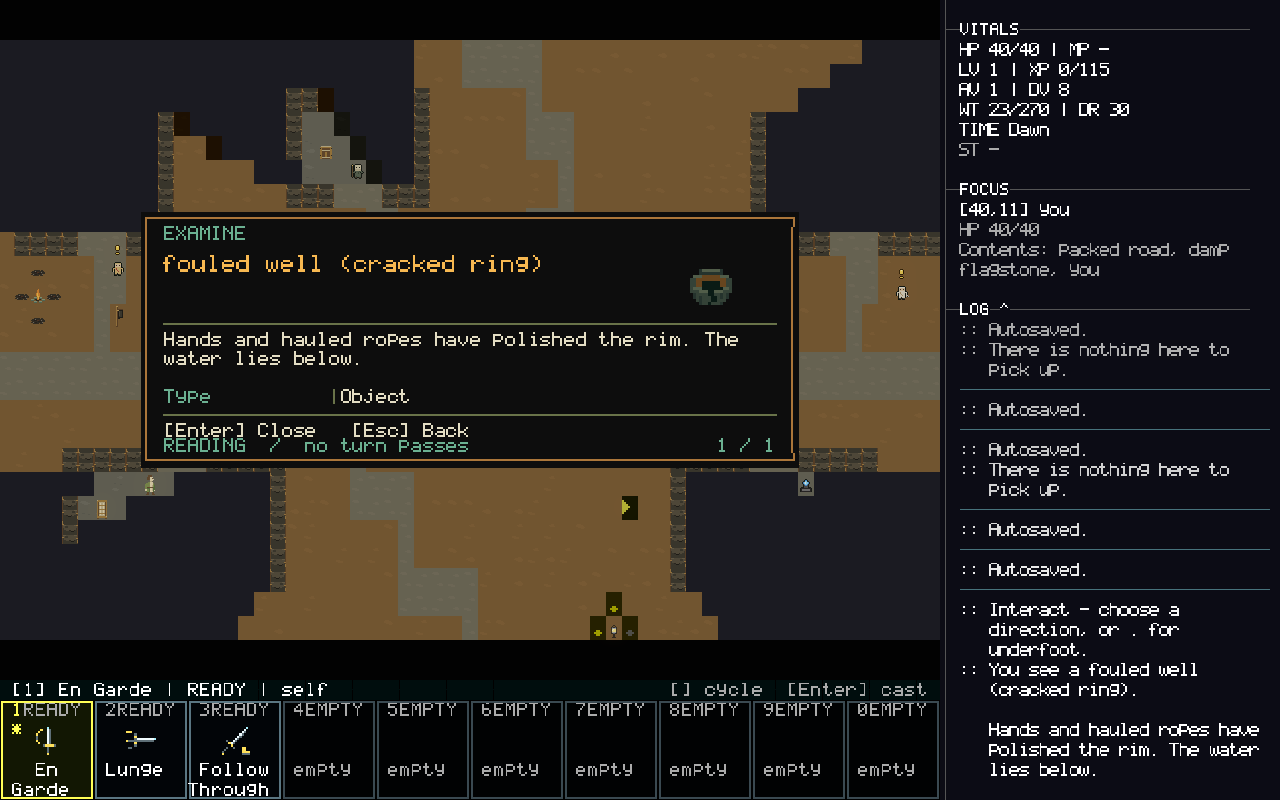 EXAMINE
fouled well (cracked ring)
Hands and hauled ropes have polished the rim. The
water lies below.
Type |Object
[Enter] Close [Esc] Back
READING / no turn passes 1 / 1
[1] En Garde | READY | self [] cycle [Enter] cast
1READY 2READY 3READY 4EMPTY 5EMPTY 6EMPTY 7EMPTY 8EMPTY 9EMPTY 0EMPTY
*
En Garde
Lunge
Follow Through
empty empty empty empty empty empty empty
VITALS
HP 40/40 | MP -
LV 1 | XP 0/115
AV 1 | DV 8
WT 23/270 | DR 30
TIME Dawn
ST -
FOCUS
[40,11] You
HP 40/40
Contents: Packed road, damp
flagstone, You
LOG ^
:: Autosaved.
:: There is nothing here to
pick up.
:: Autosaved.
:: Autosaved.
:: There is nothing here to
pick up.
:: Autosaved.
:: Autosaved.
:: Interact - choose a
direction, or . for
underfoot.
:: You see a fouled well
(cracked ring).
Hands and hauled ropes have
polished the rim. The water
lies below.